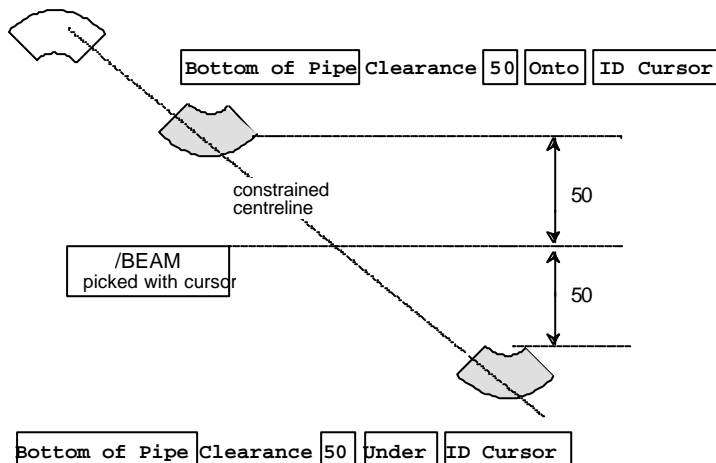 Bottom of Pipe Clearance 50 Onto ID Cursor
constrained
centreline
50
/BEAM
picked with cursor
50
Bottom of Pipe Clearance 50 Under ID Cursor